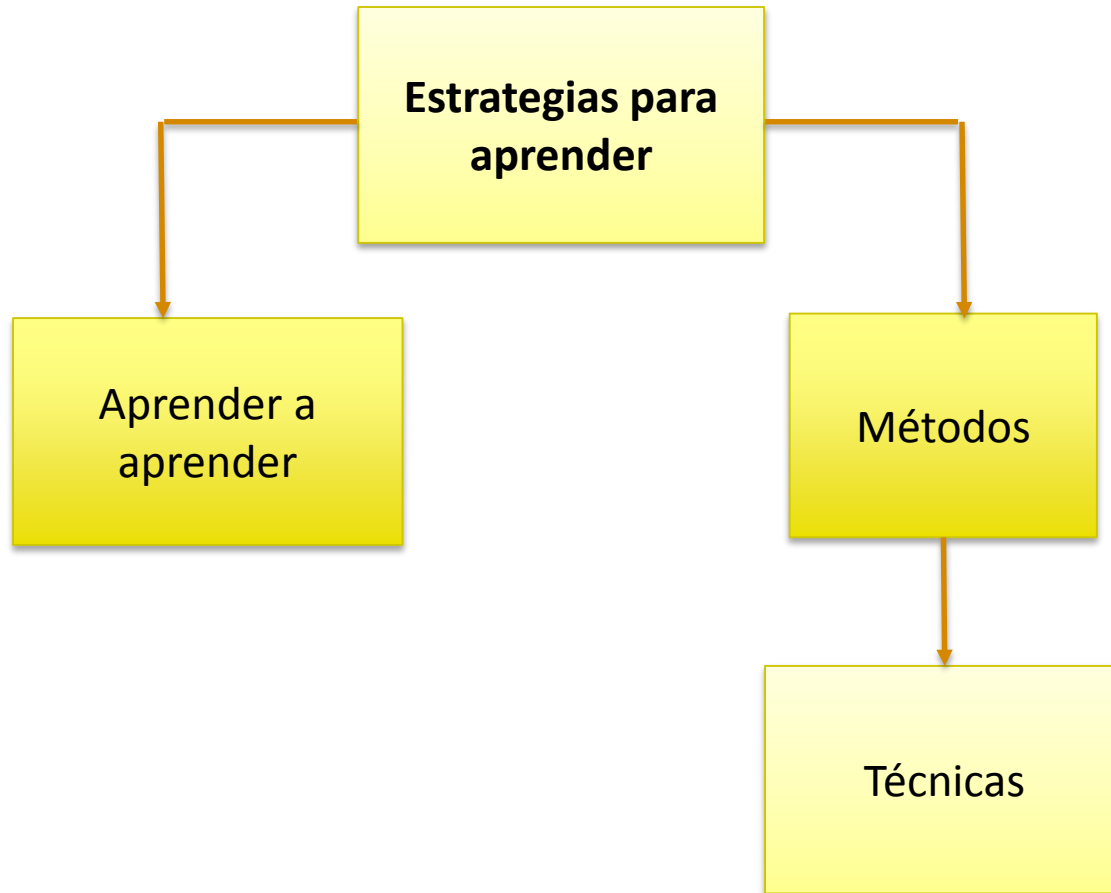 Estrategias para
aprender
Aprender a
aprender
Métodos
Técnicas